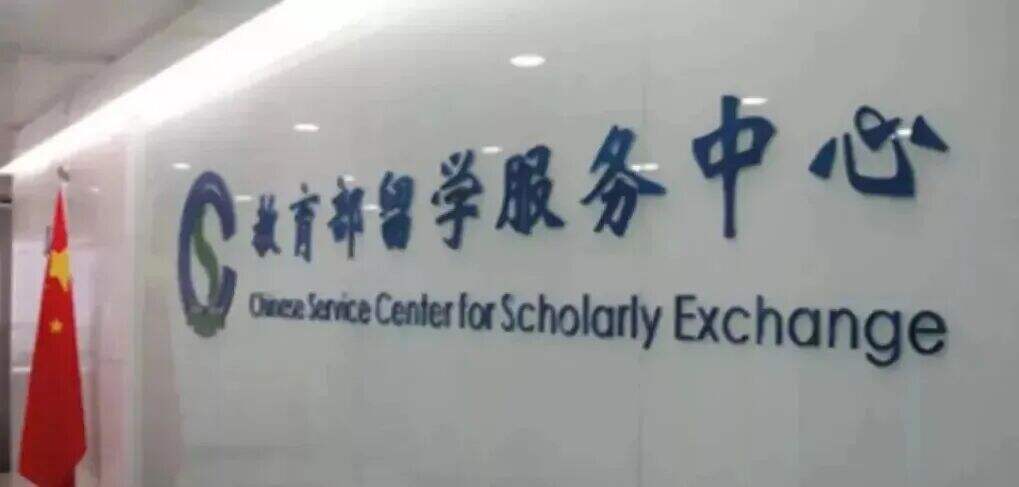 教育部留学服务中心
Chinese Service Center for Scholarly Exchange